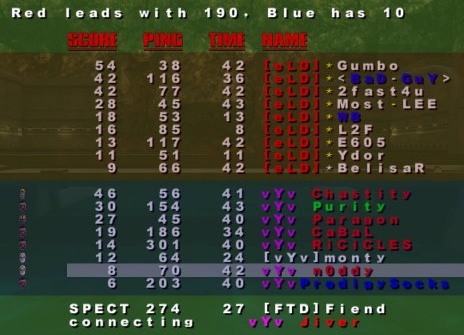 Red leads with 190, Blue has 10
SCORE PING TIME NAME
54 38 42 [eLD]*Gumbo
42 116 36 [eLD]*<BaD-GuY>
42 77 42 [eLD]*2fast4u
28 45 43 [eLD]*Most-LEE
18 53 13 [eLD]*WB
16 85 8 [eLD]*L2F
13 117 42 [eLD]*E605
11 51 11 [eLD]*Ydor
9 66 42 [eLD]*BelisaR
46 56 41 vYv Chastity
30 154 43 vYv Purity
27 45 40 vYv Paragon
19 186 34 vYv CaBaL
14 301 40 vYv RiCiCLES
12 64 24 [vYv]monty
8 70 42 vYv n0ddy
6 203 40 vYvProdigySocks
SPECT 274 27 [FTD]Fiend
connecting vYv Jiver